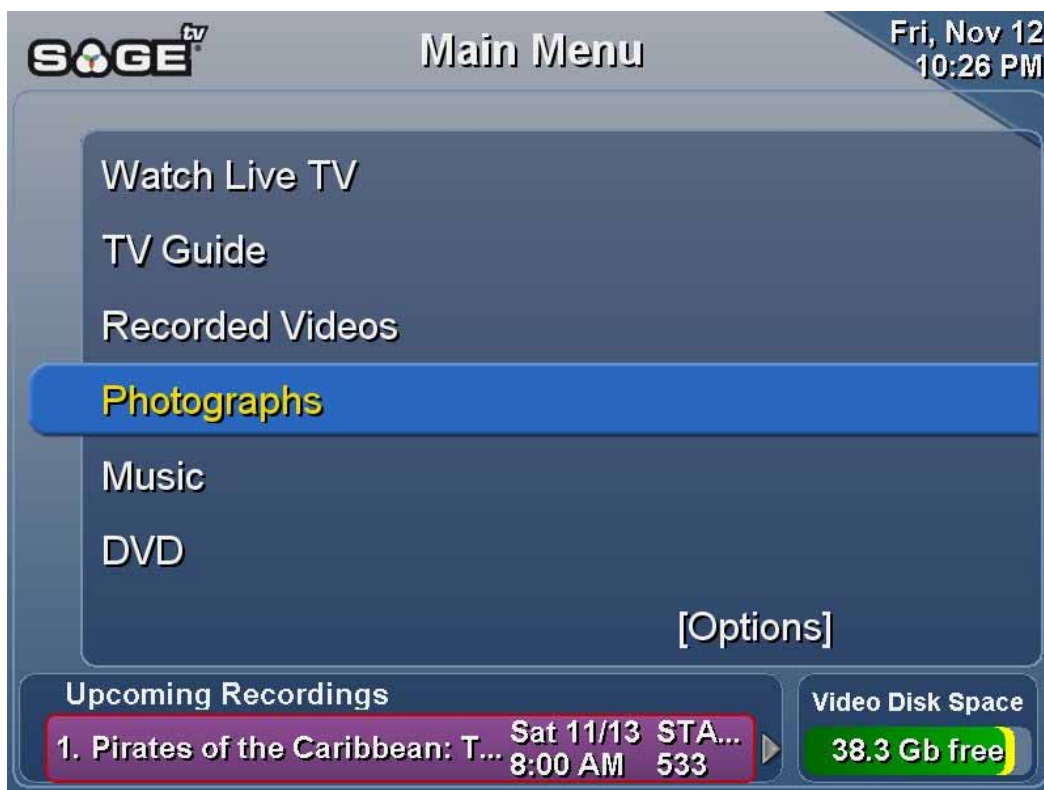 SAGE tv
Main Menu
Fri, Nov 12
10:26 PM
Watch Live TV
TV Guide
Recorded Videos
Photographs
Music
DVD
[Options]
Upcoming Recordings
1. Pirates of the Caribbean: T... Sat 11/13 STA...
8:00 AM 533
Video Disk Space
38.3 Gb free